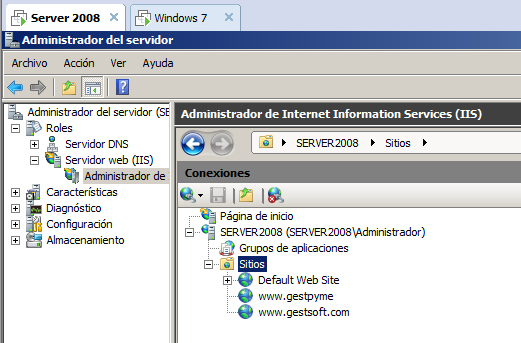 Server 2008 Windows 7
Administrador del servidor
Archivo Acción Ver Ayuda
Administrador del servidor (SE
Roles
Servidor DNS
Servidor web (IIS)
Administrador de
Características
Diagnóstico
Configuración
Almacenamiento
Administrador de Internet Information Services (IIS)
SERVER2008 Sitios
Conexiones
Página de inicio
SERVER2008 (SERVER2008\Administrador)
Grupos de aplicaciones
Sitios
Default Web Site
www.gestpyme
www.gestsoft.com